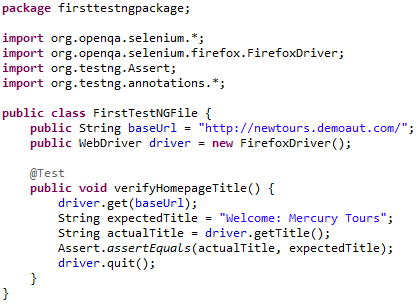 package firsttestngpackage;
import org.openqa.selenium.*;
import org.openqa.selenium.firefox.FirefoxDriver;
import org.testng.Assert;
import org.testng.annotations.*;
public class FirstTestNGFile {
public String baseUrl = "http://newtours.demoaut.com/";
public WebDriver driver = new FirefoxDriver();
@Test
public void verifyHomepageTitle() {
driver.get(baseUrl);
String expectedTitle = "Welcome: Mercury Tours";
String actualTitle = driver.getTitle();
Assert.assertEquals(actualTitle, expectedTitle);
driver.quit();
}
}